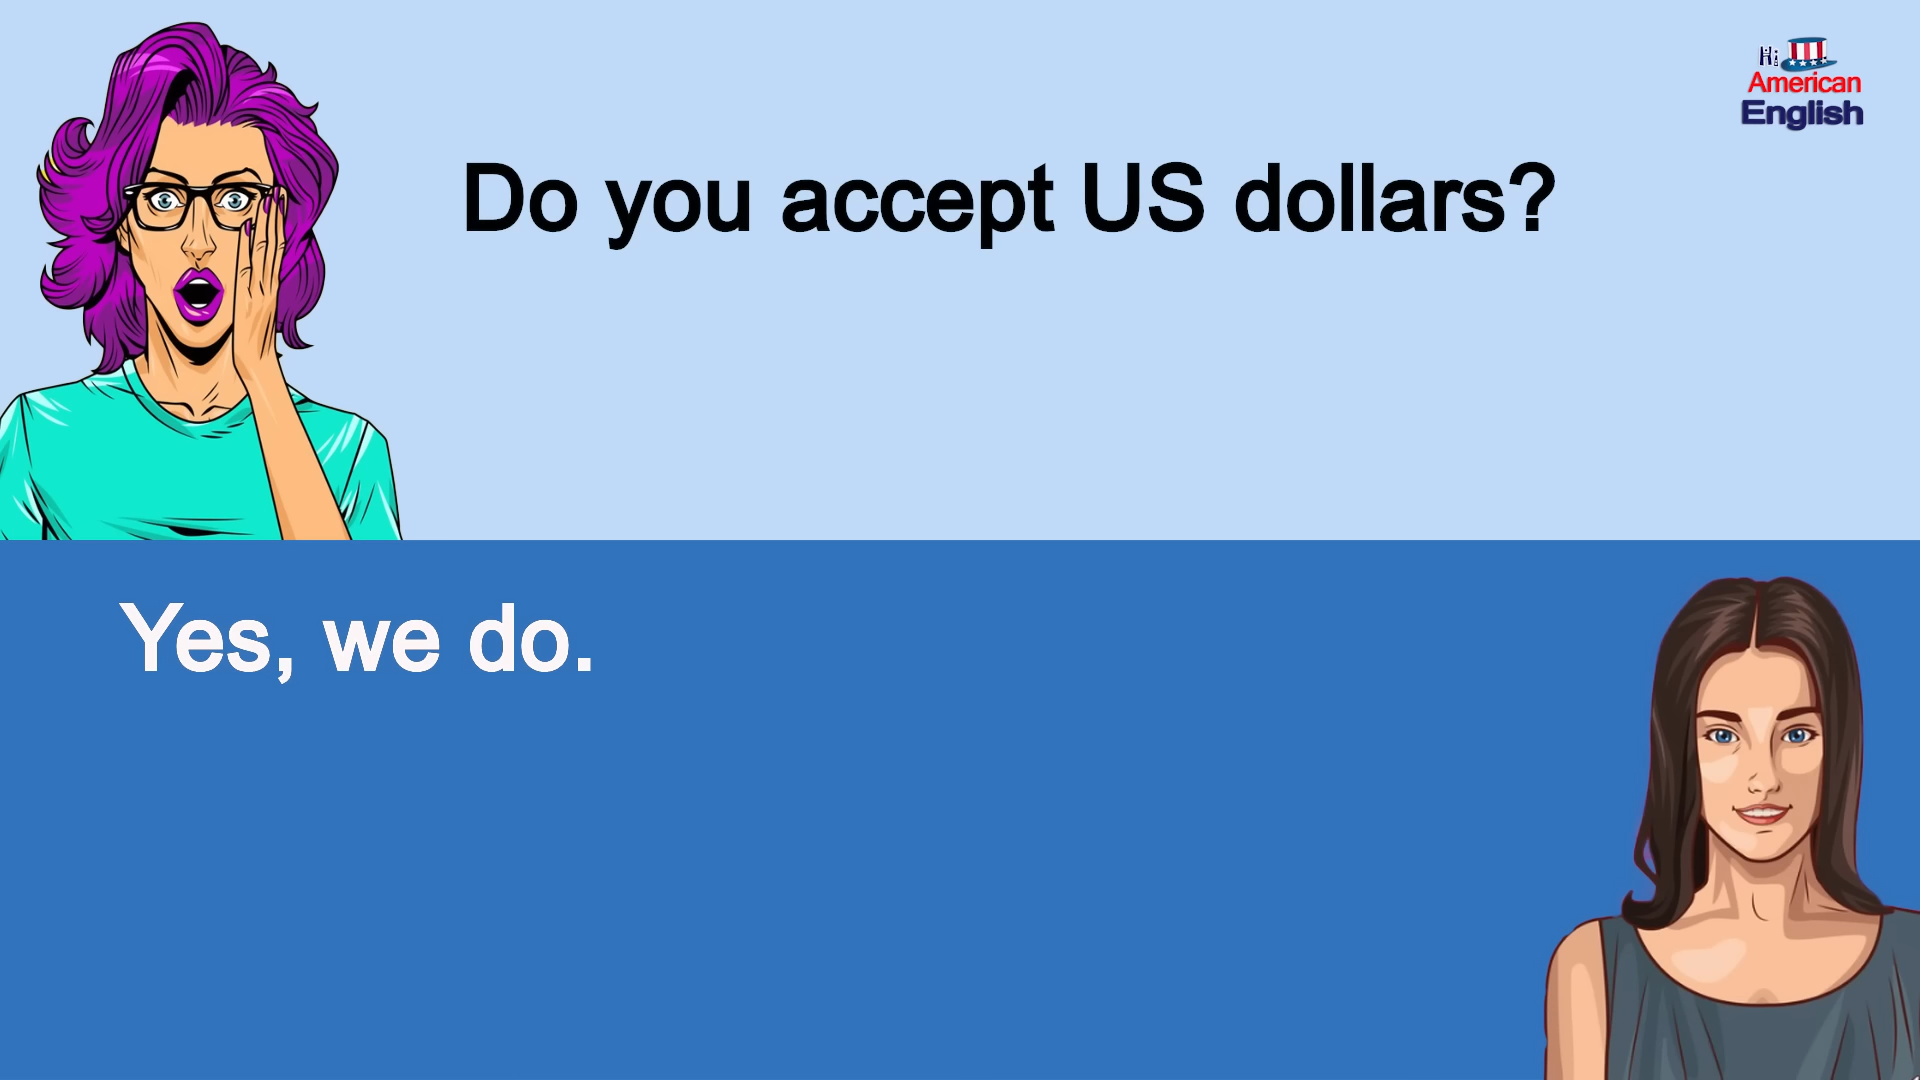 Hi
American
English
Do you accept US dollars?
Yes, we do.